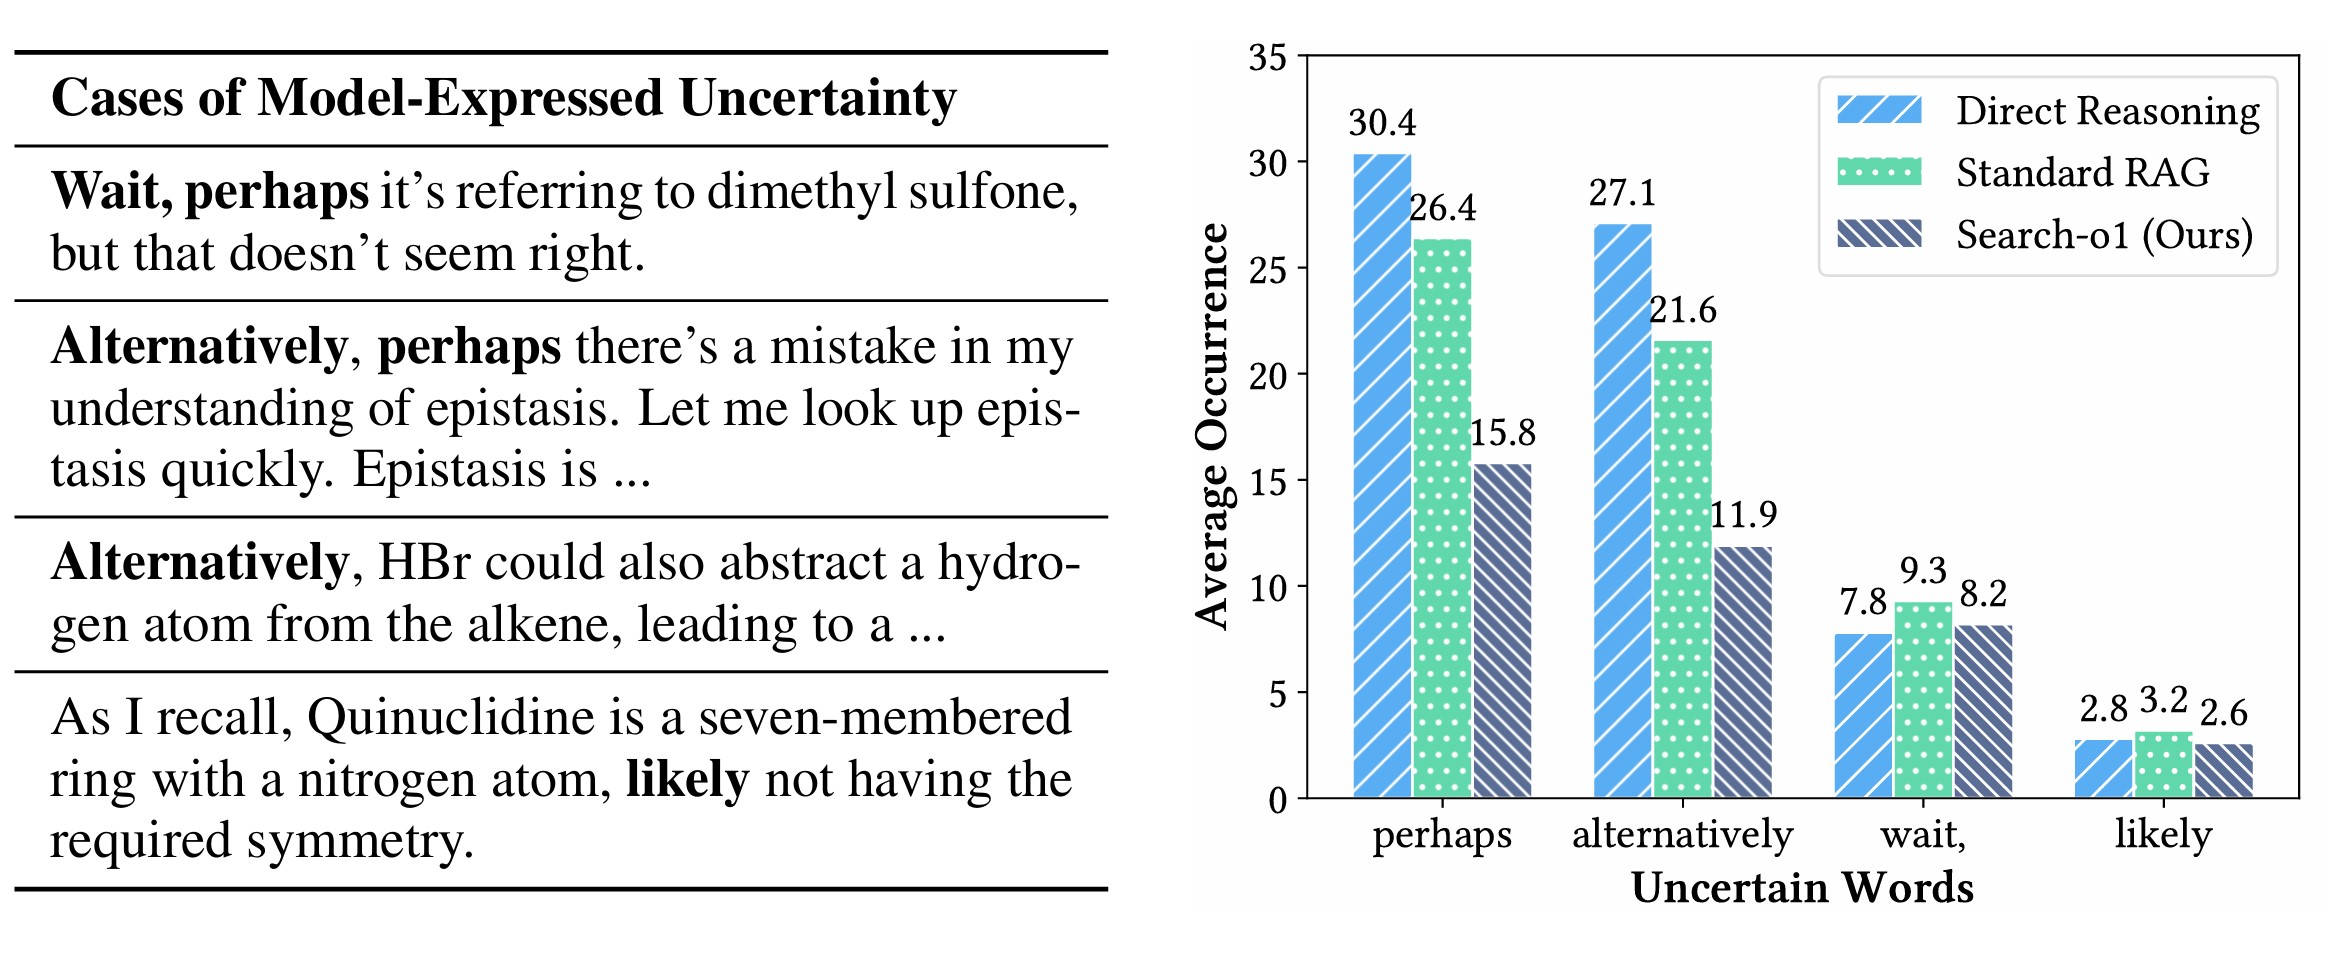 Cases of Model-Expressed Uncertainty
Wait, perhaps it's referring to dimethyl sulfone,
but that doesn't seem right.
Alternatively, perhaps there's a mistake in my
understanding of epistasis. Let me look up epis-
tasis quickly. Epistasis is ...
Alternatively, HBr could also abstract a hydro-
gen atom from the alkene, leading to a ...
As I recall, Quinuclidine is a seven-membered
ring with a nitrogen atom, likely not having the
required symmetry.
Average Occurrence
35
30
25
20
15
10
5
0
Direct Reasoning
Standard RAG
Search-o1 (Ours)
30.4
26.4
15.8
27.1
21.6
11.9
7.8
9.3
8.2
2.8
3.2
2.6
perhaps
alternatively
wait,
likely
Uncertain Words